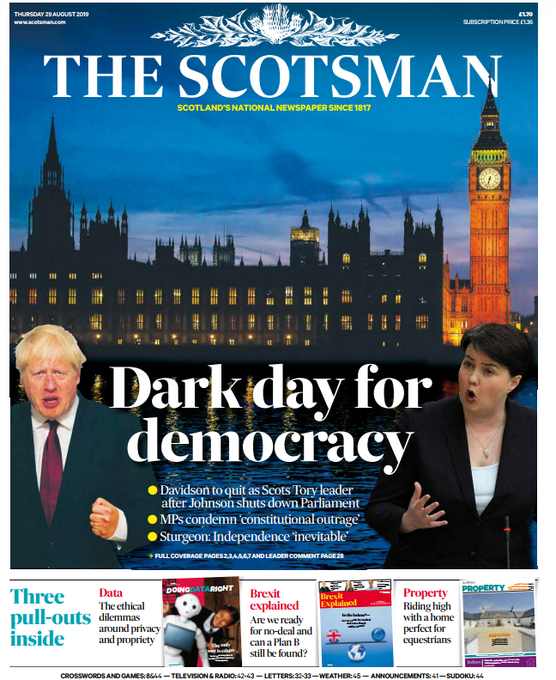 THURSDAY 29 AUGUST 2019
www.scotsman.com
£1.70
SUBSCRIPTION PRICE £1.36
THE SCOTSMAN
SCOTLAND'S NATIONAL NEWSPAPER SINCE 1817
Dark day for
democracy
● Davidson to quit as Scots Tory leader
after Johnson shuts down Parliament
● MPs condemn 'constitutional outrage'
● Sturgeon: Independence 'inevitable'
FULL COVERAGE PAGES 2,3,4,5,6,7 AND LEADER COMMENT PAGE 28
Three
pull-outs
inside
Data
The ethical
dilemmas
around privacy
and propriety
DOING DATA RIGHT
Brexit
explained
Are we ready
for no-deal and
can a Plan B
still be found?
Brexit
Explained
Property
Riding high
with a home
perfect for
equestrians
PROPERTY
CROSSWORDS AND GAMES: 8&44 — TELEVISION & RADIO: 42-43 — LETTERS: 32-33 — WEATHER: 45 — ANNOUNCEMENTS: 41 — SUDOKU: 44